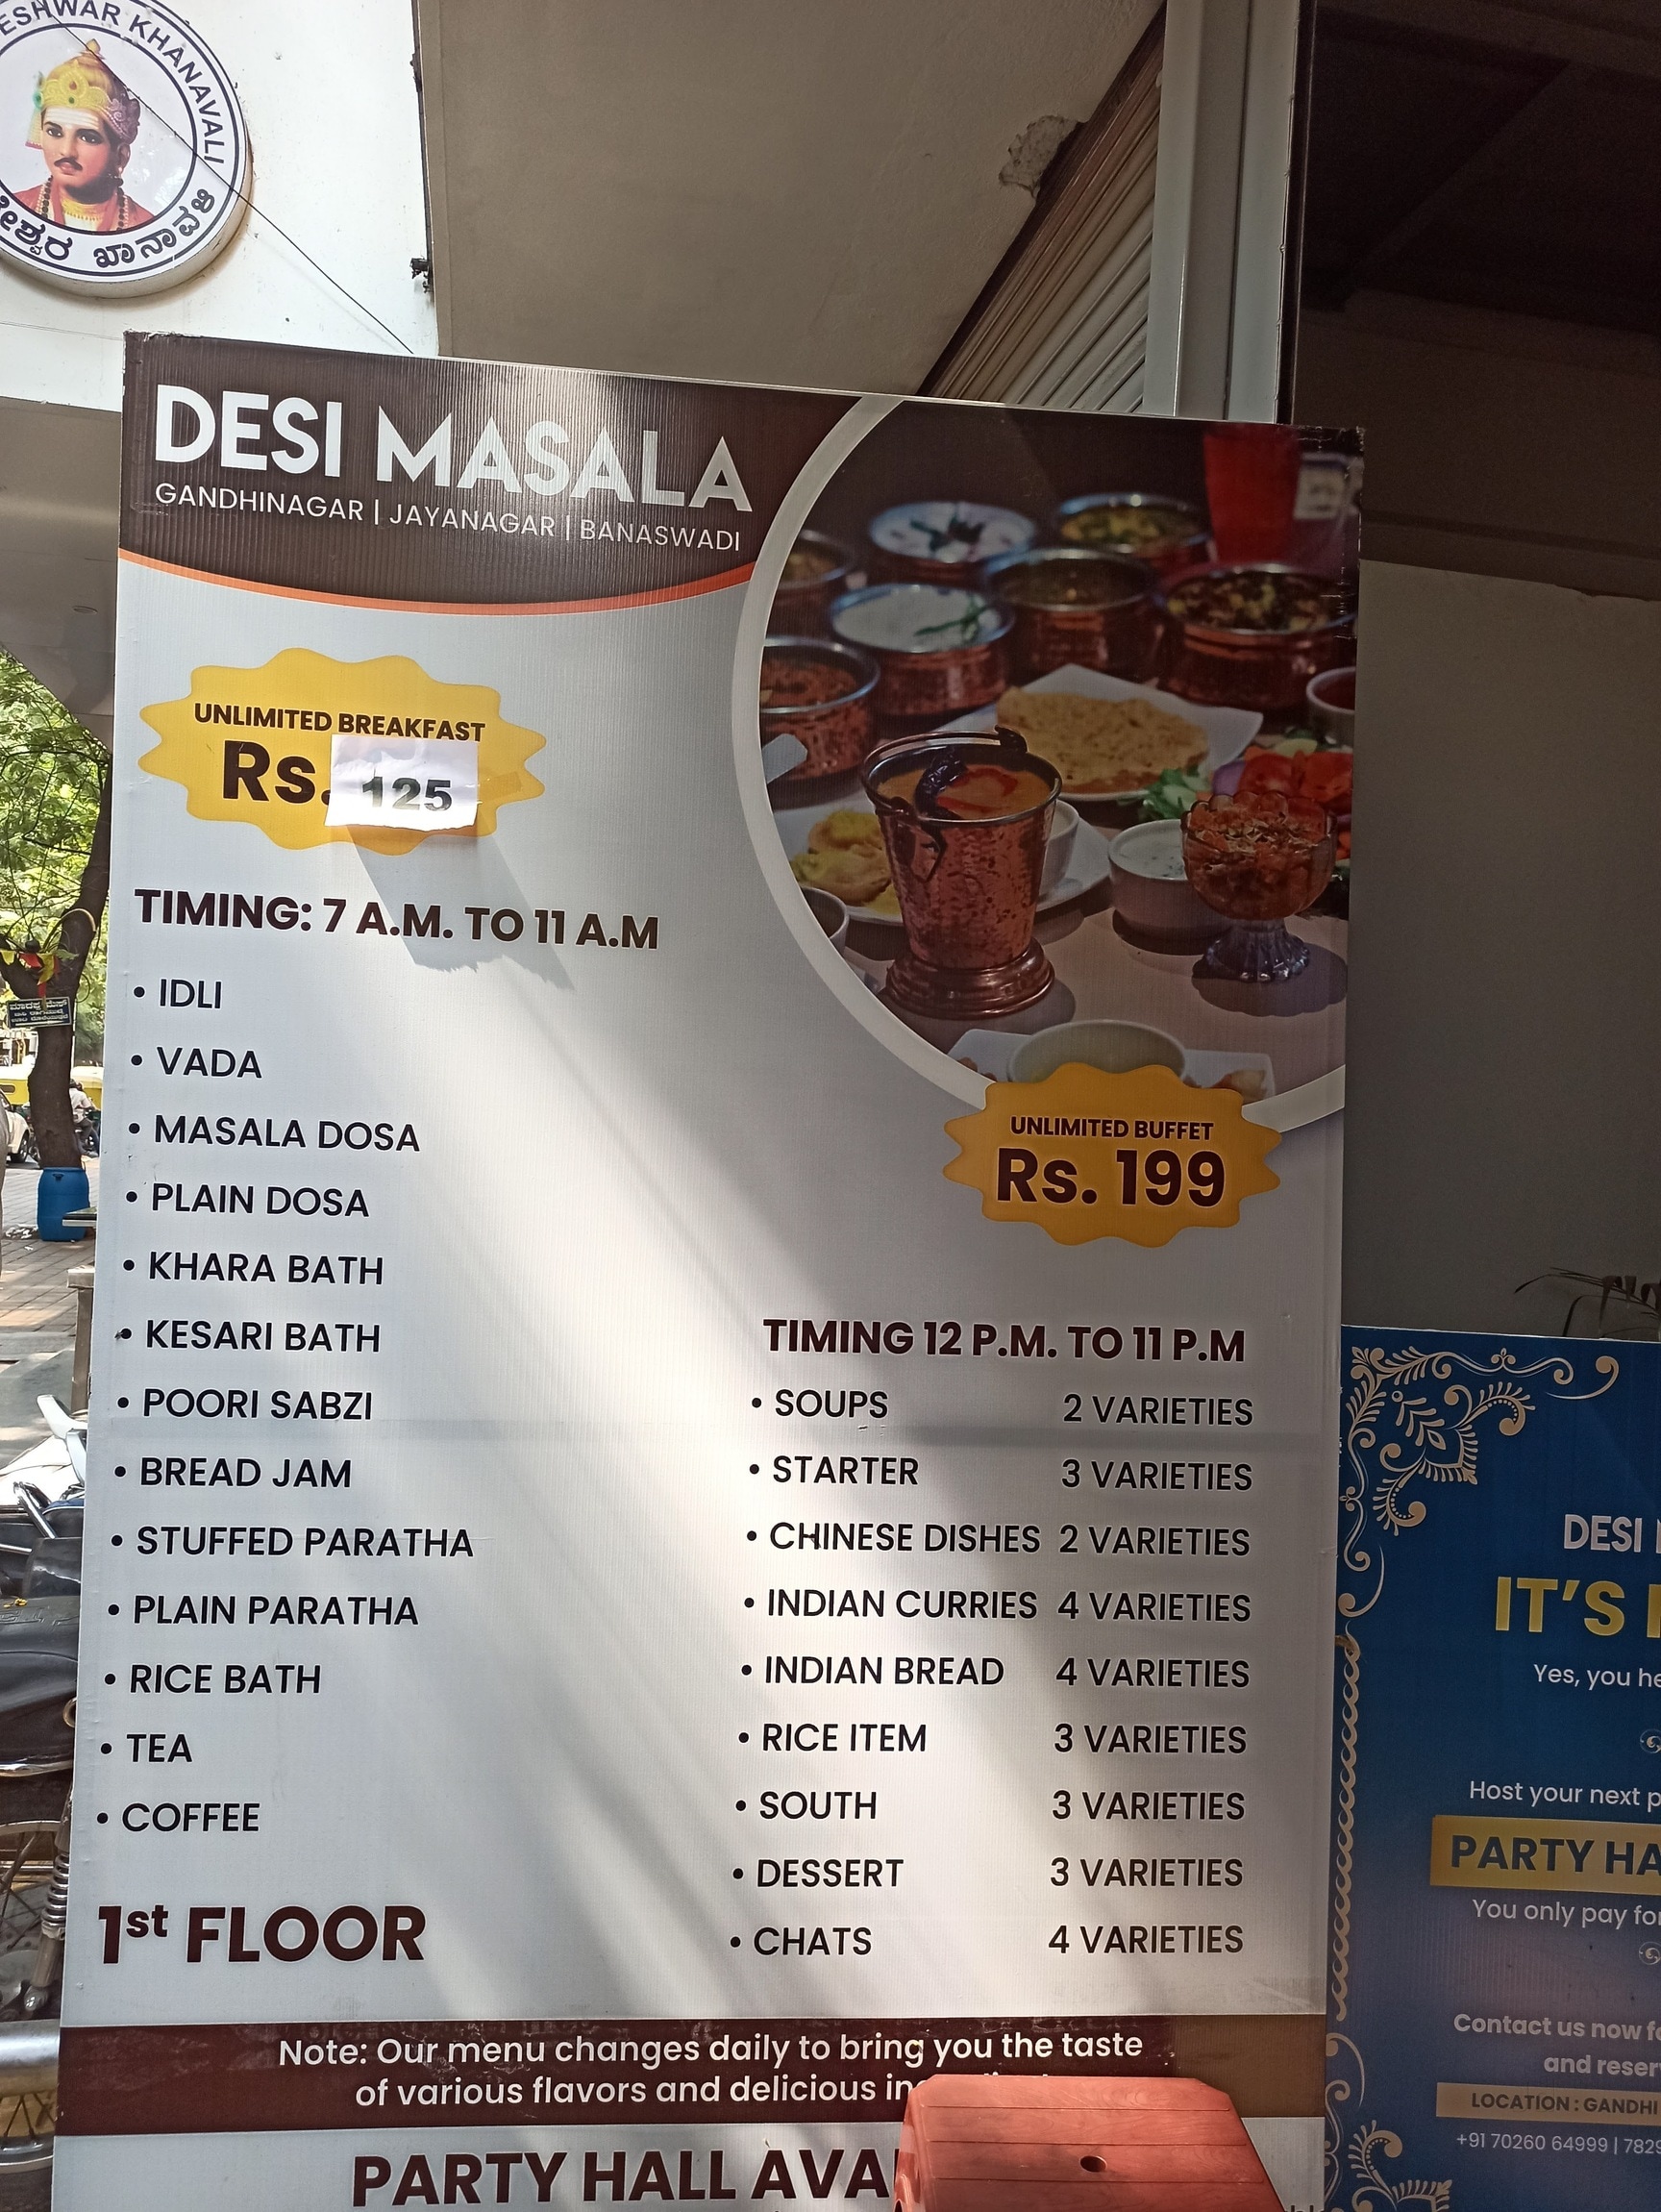 ESHWAR KHANAVALI
ೇಶ್ವರ ಖಾನಾವಳಿ
DESI MASALA
GANDHINAGAR | JAYANAGAR | BANASWADI
UNLIMITED BREAKFAST
Rs. 125
TIMING: 7 A.M. TO 11 A.M
• IDLI
• VADA
• MASALA DOSA
• PLAIN DOSA
• KHARA BATH
• KESARI BATH
• POORI SABZI
• BREAD JAM
• STUFFED PARATHA
• PLAIN PARATHA
• RICE BATH
• TEA
• COFFEE
1st FLOOR
UNLIMITED BUFFET
Rs. 199
TIMING 12 P.M. TO 11 P.M
• SOUPS 2 VARIETIES
• STARTER 3 VARIETIES
• CHINESE DISHES 2 VARIETIES
• INDIAN CURRIES 4 VARIETIES
• INDIAN BREAD 4 VARIETIES
• RICE ITEM 3 VARIETIES
• SOUTH 3 VARIETIES
• DESSERT 3 VARIETIES
• CHATS 4 VARIETIES
Note: Our menu changes daily to bring you the taste
of various flavors and delicious
PARTY HALL AVA
DESI
IT'S
Yes, you he
Host your next p
PARTY HA
You only pay for
Contact us now fo
and reser
LOCATION : GANDHI
+91 70260 64999 | 7829